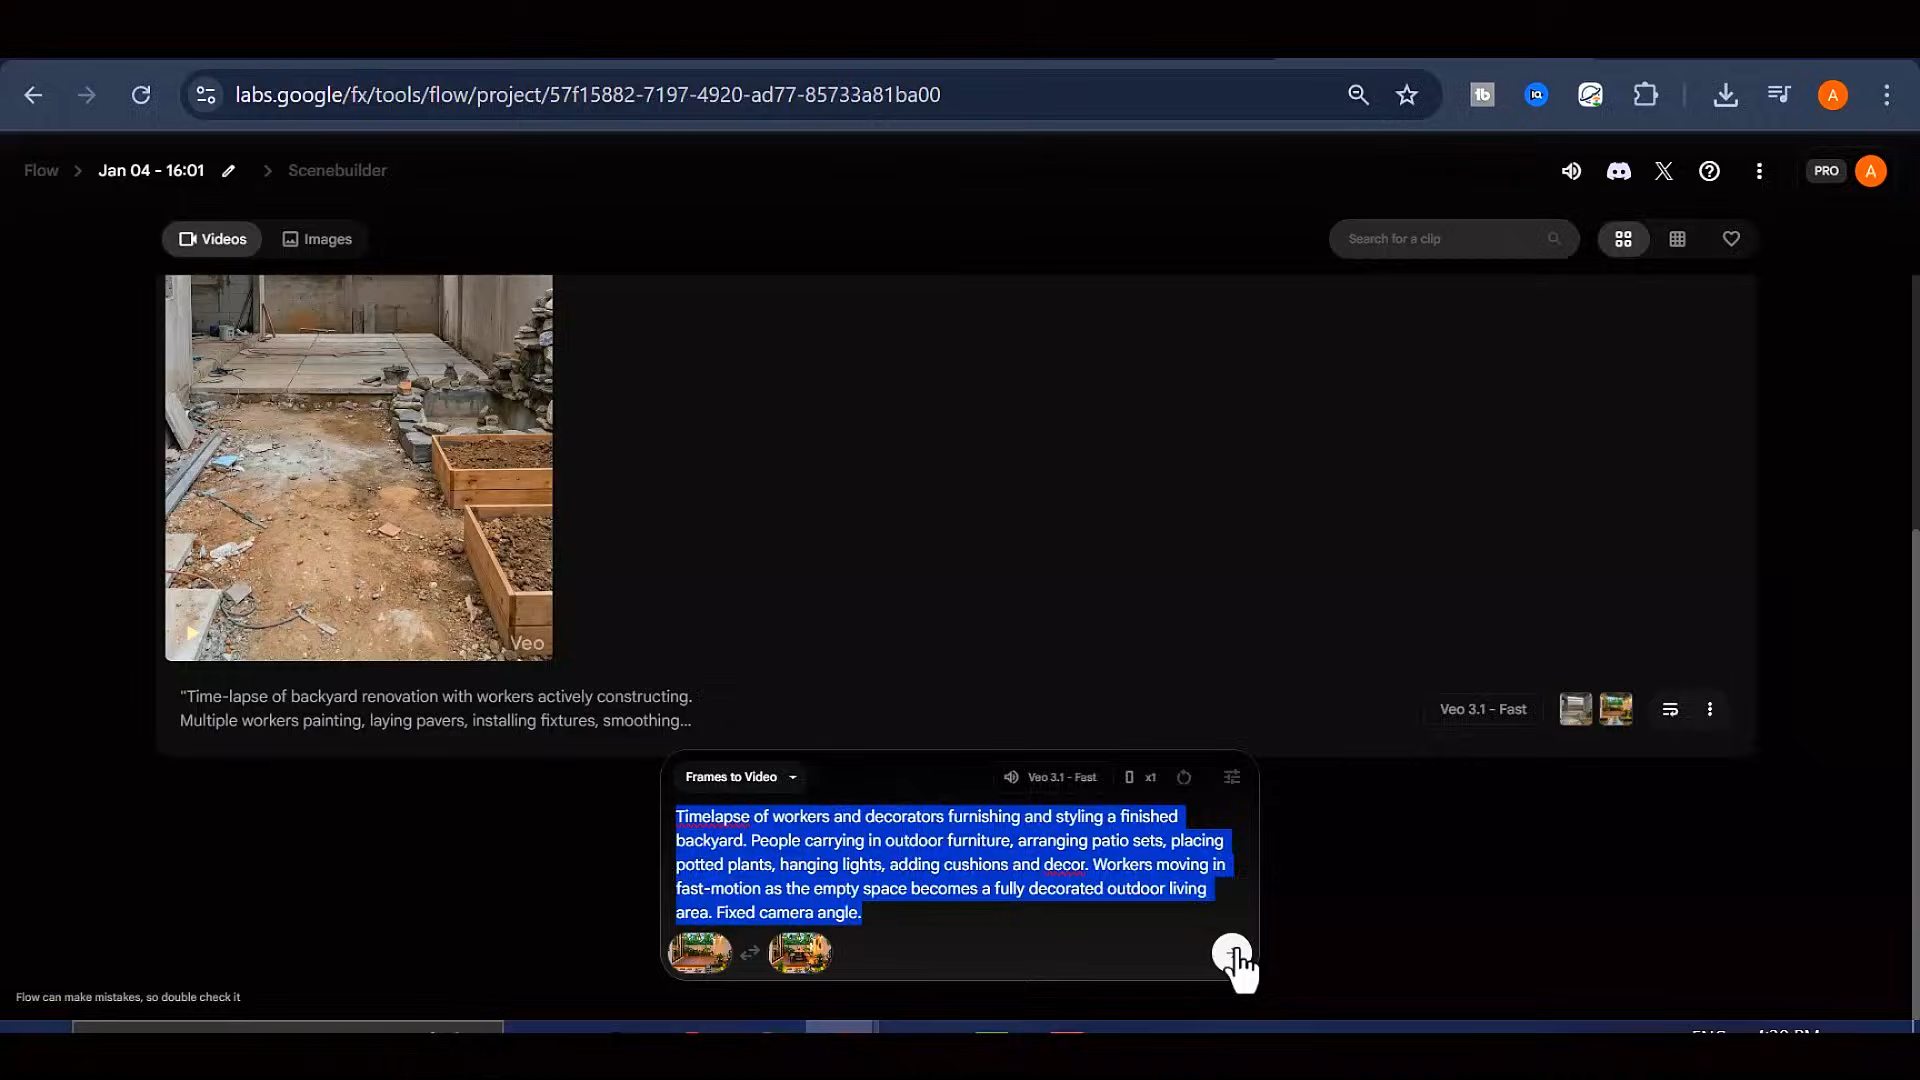 labs.google/fx/tools/flow/project/57f15882-7197-4920-ad77-85733a81ba00
A
Flow > Jan 04 - 16:01 > Scenebuilder
PRO A
Videos Images
Search for a clip
Veo
"Time-lapse of backyard renovation with workers actively constructing.
Multiple workers painting, laying pavers, installing fixtures, smoothing...
Veo 3.1 - Fast
Frames to Video
Veo 3.1 - Fast x1
Timelapse of workers and decorators furnishing and styling a finished
backyard. People carrying in outdoor furniture, arranging patio sets, placing
potted plants, hanging lights, adding cushions and decor. Workers moving in
fast-motion as the empty space becomes a fully decorated outdoor living
area. Fixed camera angle.
Flow can make mistakes, so double check it